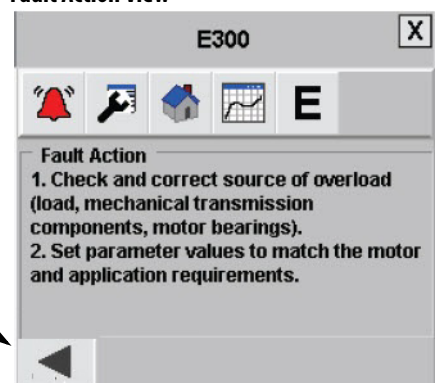 Fault Action View
E300
X
E
Fault Action
1. Check and correct source of overload
(load, mechanical transmission
components, motor bearings).
2. Set parameter values to match the motor
and application requirements.